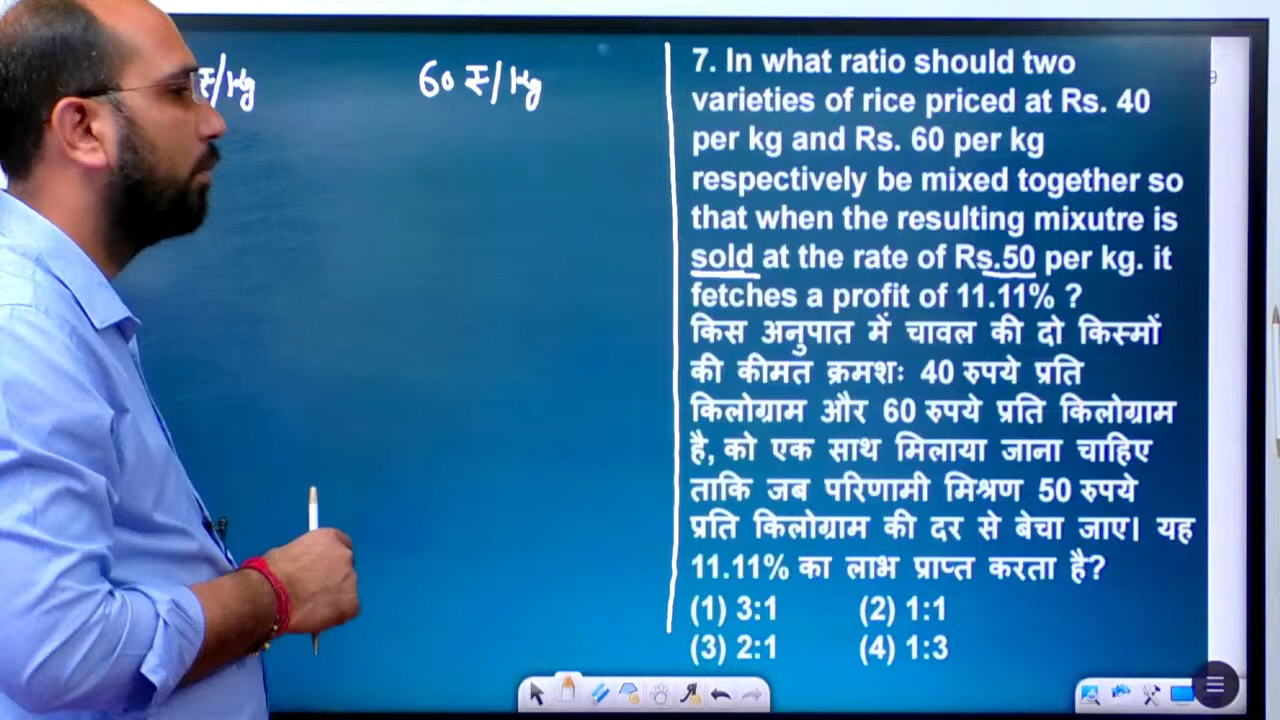 ₹/Kg
60 ₹/Kg
7. In what ratio should two
varieties of rice priced at Rs. 40
per kg and Rs. 60 per kg
respectively be mixed together so
that when the resulting mixutre is
sold at the rate of Rs.50 per kg. it
fetches a profit of 11.11% ?
किस अनुपात में चावल की दो किस्मों
की कीमत क्रमशः 40 रुपये प्रति
किलोग्राम और 60 रुपये प्रति किलोग्राम
है, को एक साथ मिलाया जाना चाहिए
ताकि जब परिणामी मिश्रण 50 रुपये
प्रति किलोग्राम की दर से बेचा जाए। यह
11.11% का लाभ प्राप्त करता है?
(1) 3:1 (2) 1:1
(3) 2:1 (4) 1:3
9